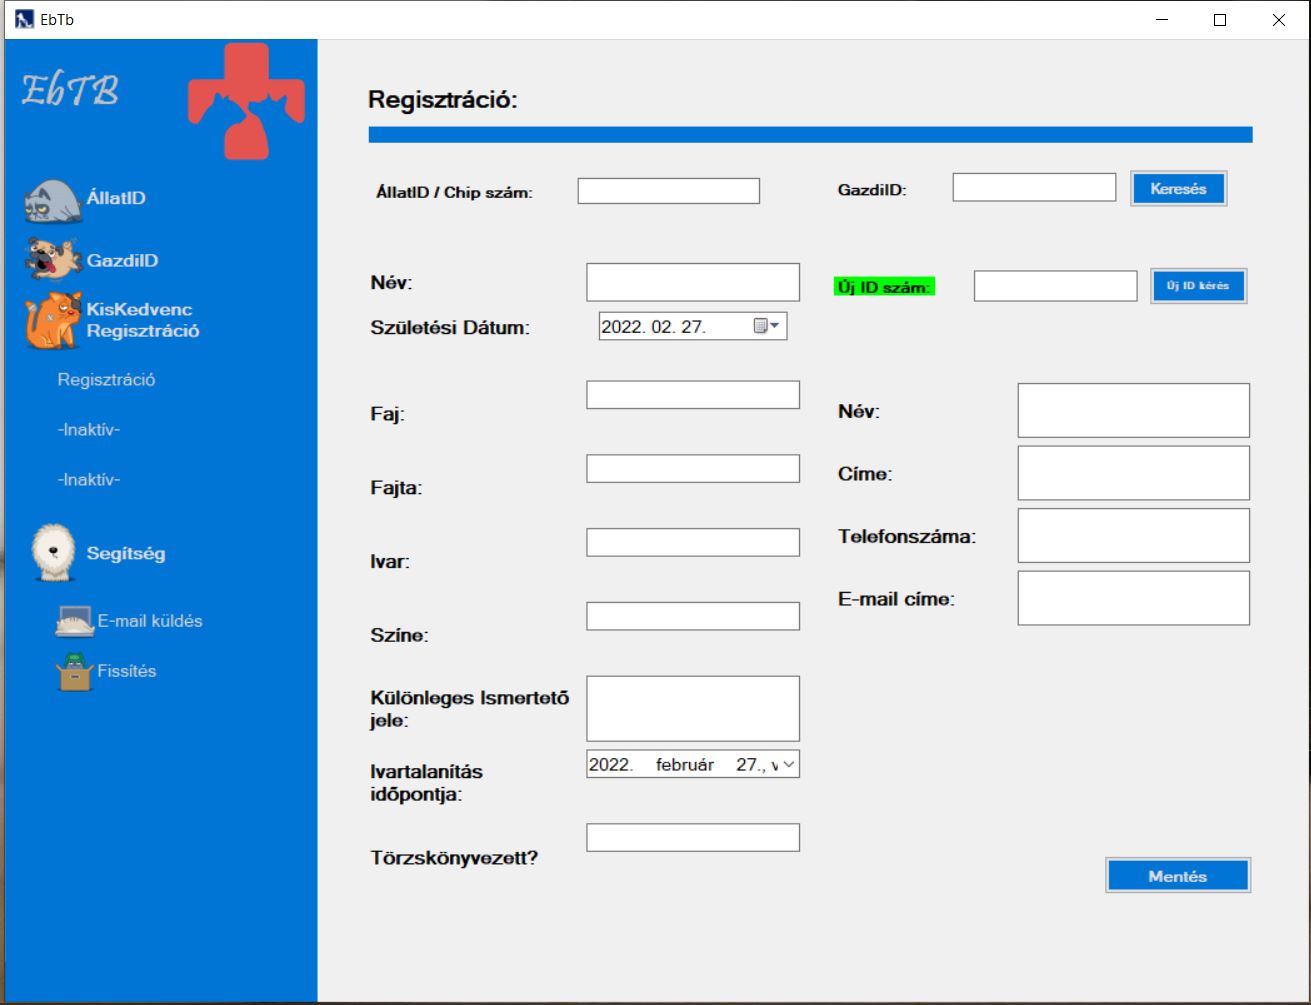 EbTb
EbTB
ÁllatID
GazdiID
KisKedvenc
Regisztráció
Regisztráció
-Inaktív-
-Inaktív-
Segítség
E-mail küldés
Fissítés
Regisztráció:
ÁllatID / Chip szám:
GazdiID:
Keresés
Név:
Új ID szám:
Új ID kérés
Születési Dátum:
2022. 02. 27.
Faj:
Név:
Fajta:
Címe:
Ivar:
Telefonszáma:
Színe:
E-mail címe:
Különleges Ismertető
jele:
Ivartalanítás
időpontja:
2022. február 27., v
Törzskönyvezett?
Mentés